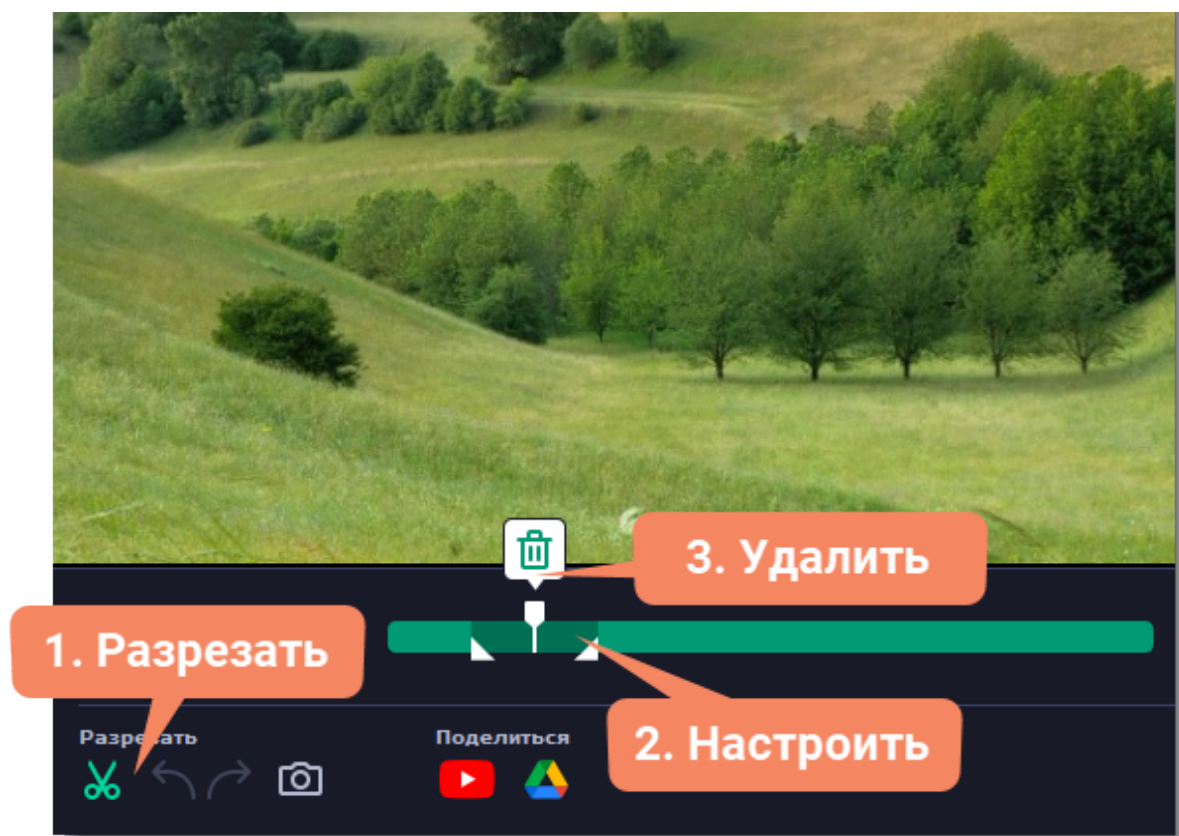 3. Удалить
1. Разрезать
2. Настроить
Разрезать
Поделиться